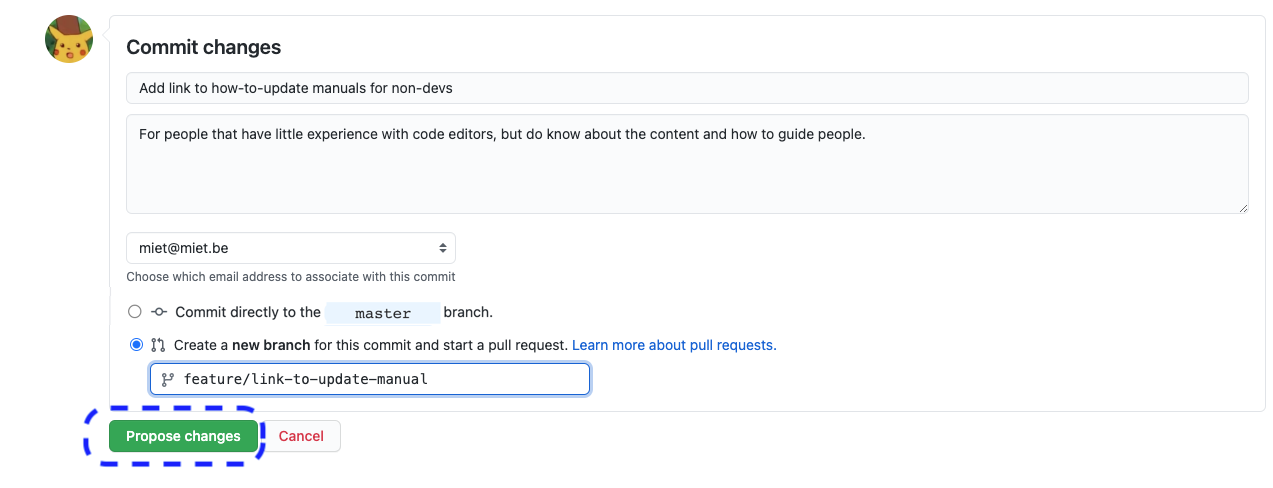 Commit changes
Add link to how-to-update manuals for non-devs
For people that have little experience with code editors, but do know about the content and how to guide people.
miet@miet.be
Choose which email address to associate with this commit
Commit directly to the master branch.
Create a new branch for this commit and start a pull request. Learn more about pull requests.
feature/link-to-update-manual
Propose changes Cancel